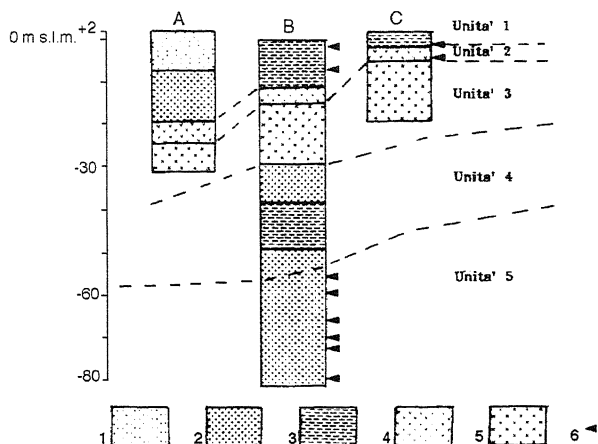 A
B
C
0 m s.l.m. +2
-30
-60
-80
Unita' 1
Unita' 2
Unita' 3
Unita' 4
Unita' 5
1 2 3 4 5 6